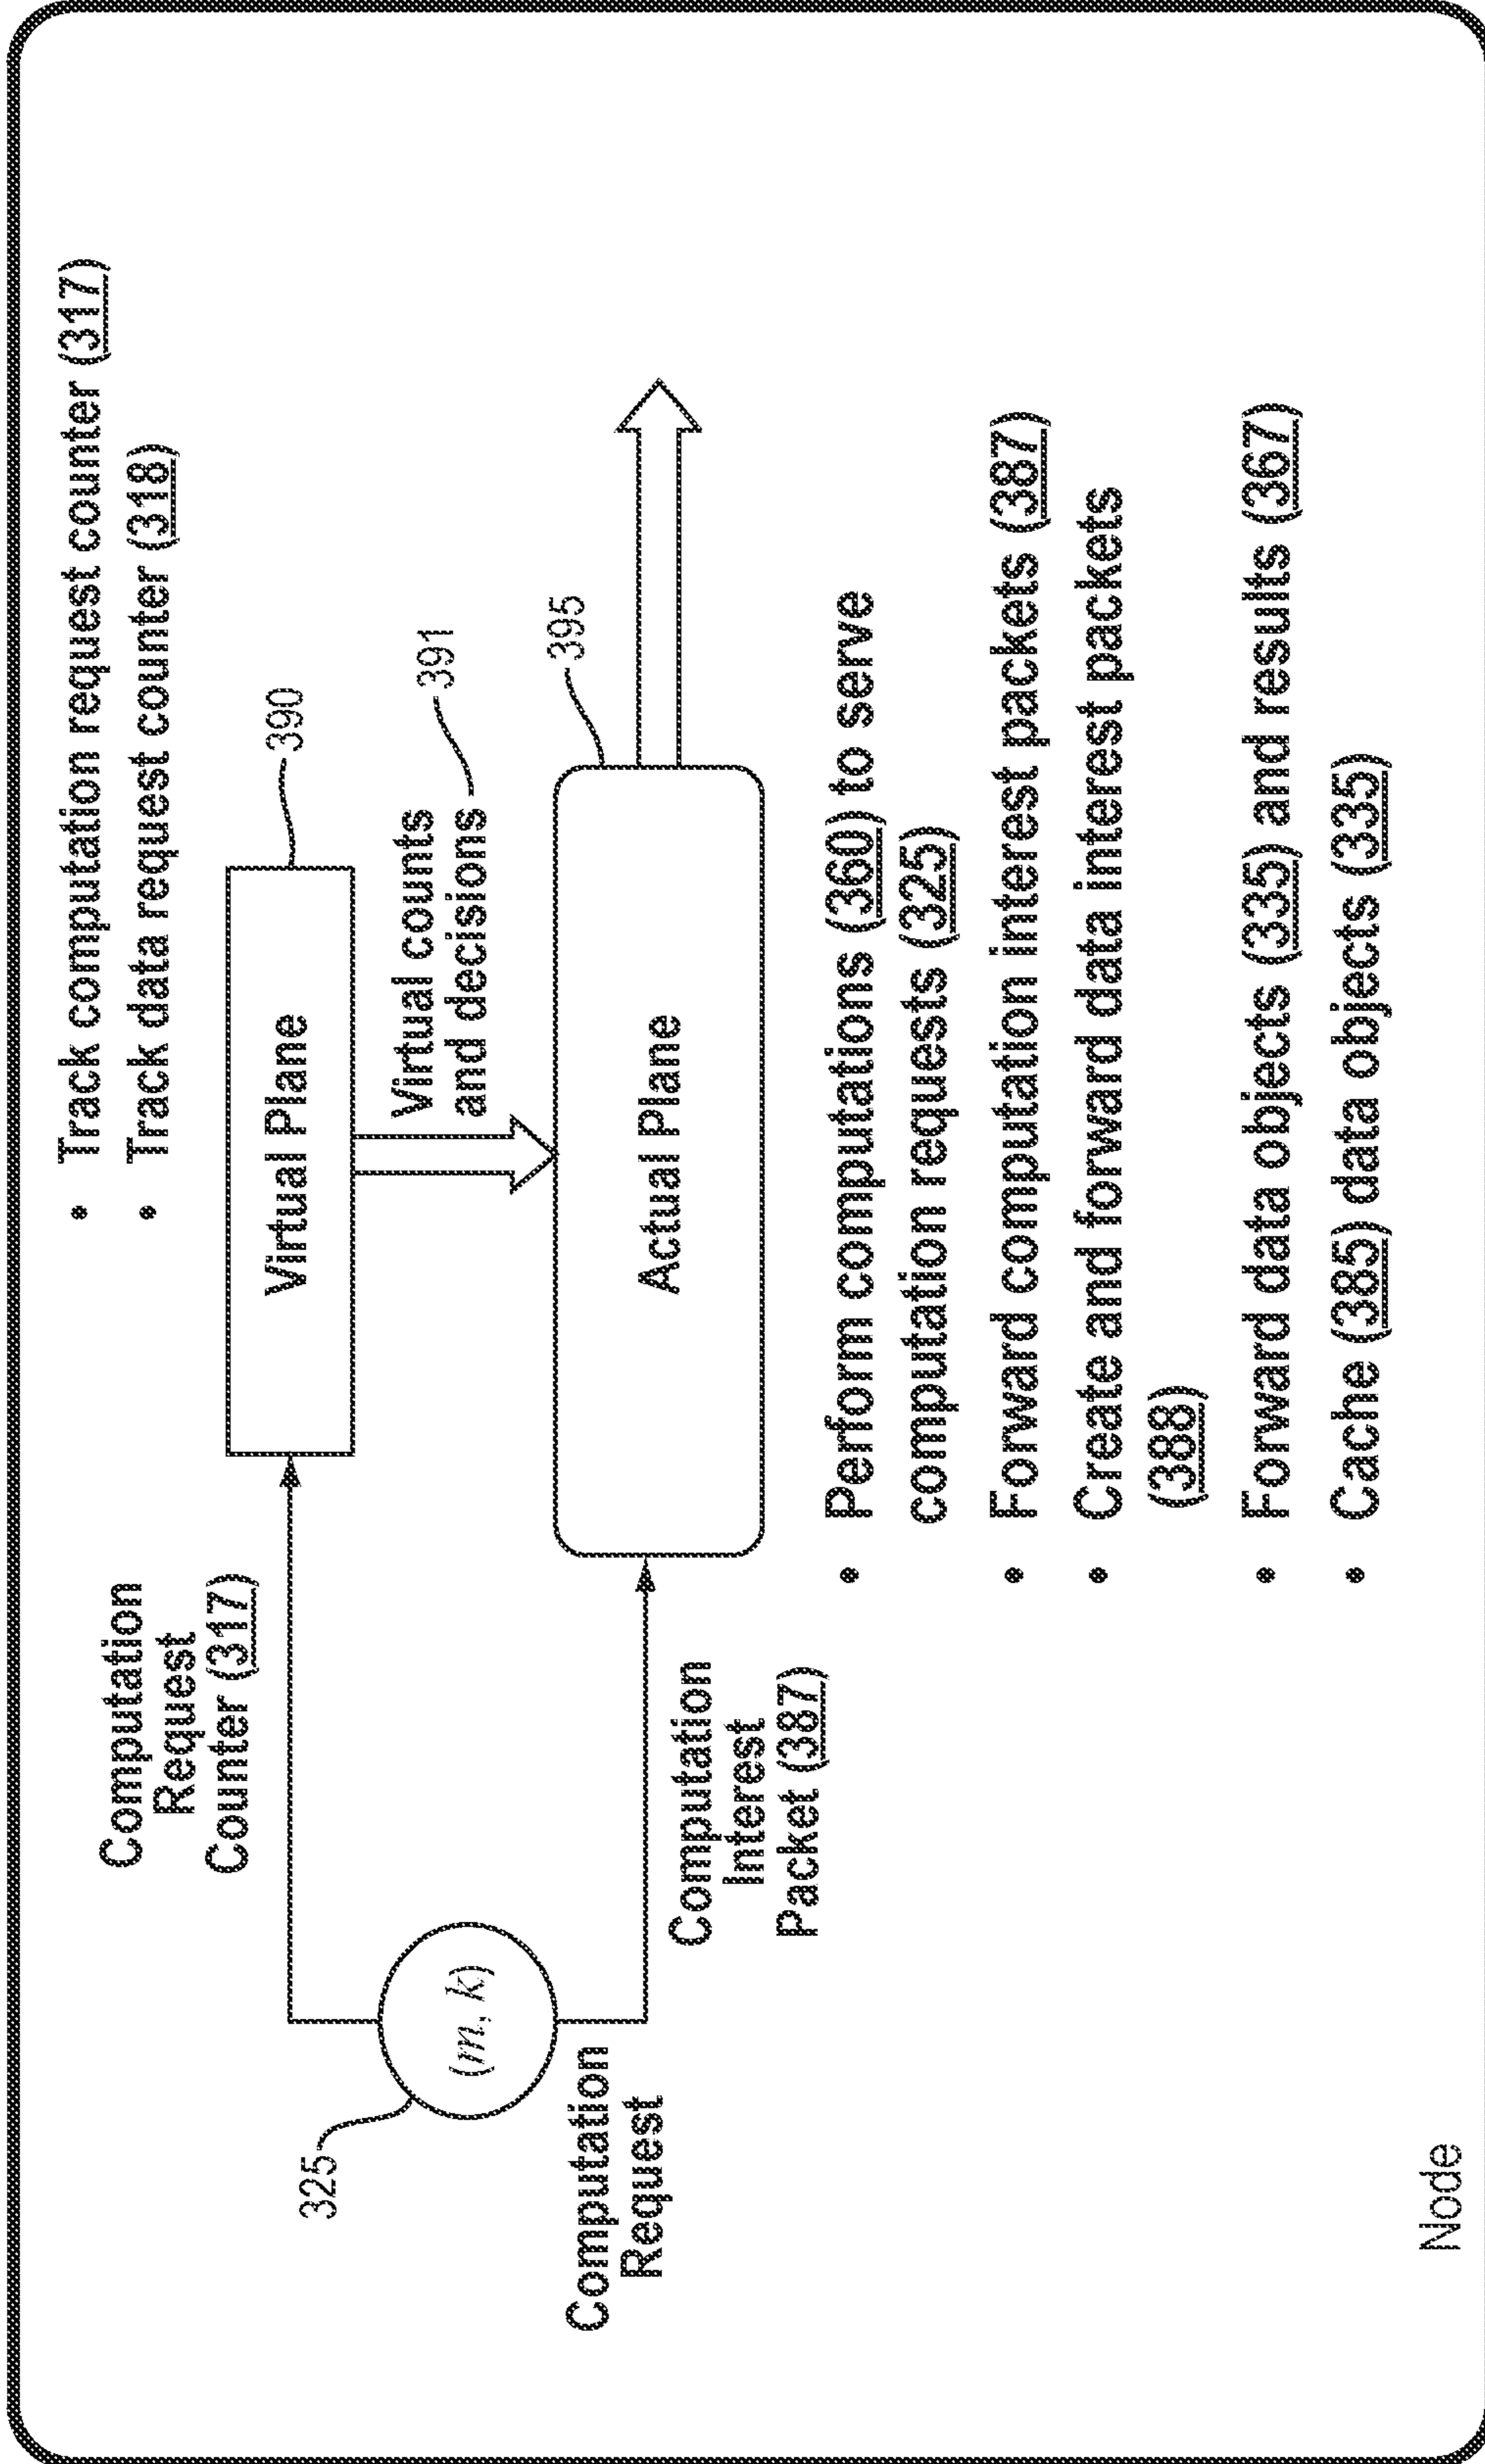 • Track computation request counter (317)
• Track data request counter (318)
Computation
Request
Counter (317)
390
Virtual Plane
325
(m, k)
Virtual counts
and decisions
391
Computation
Request
395
Actual Plane
Computation
Interest
Packet (387)
• Perform computations (360) to serve
computation requests (325)
• Forward computation interest packets (387)
• Create and forward data interest packets
(388)
• Forward data objects (335) and results (367)
• Cache (385) data objects (335)
Node